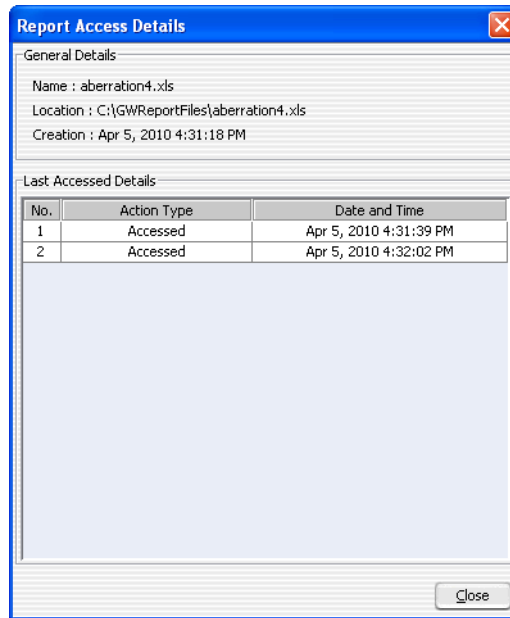 Report Access Details
General Details
Name : aberration4.xls
Location : C:\GWReportFiles\aberration4.xls
Creation : Apr 5, 2010 4:31:18 PM
Last Accessed Details
No. Action Type Date and Time
1 Accessed Apr 5, 2010 4:31:39 PM
2 Accessed Apr 5, 2010 4:32:02 PM
Close